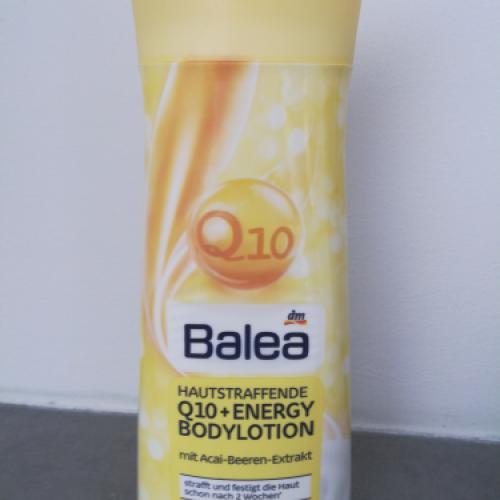 Q10
dm
Balea
HAUTSTRAFFENDE
Q10+ENERGY
BODYLOTION
mit Acai-Beeren-Extrakt
strafft und festigt die Haut
schon nach 2 Wochen*